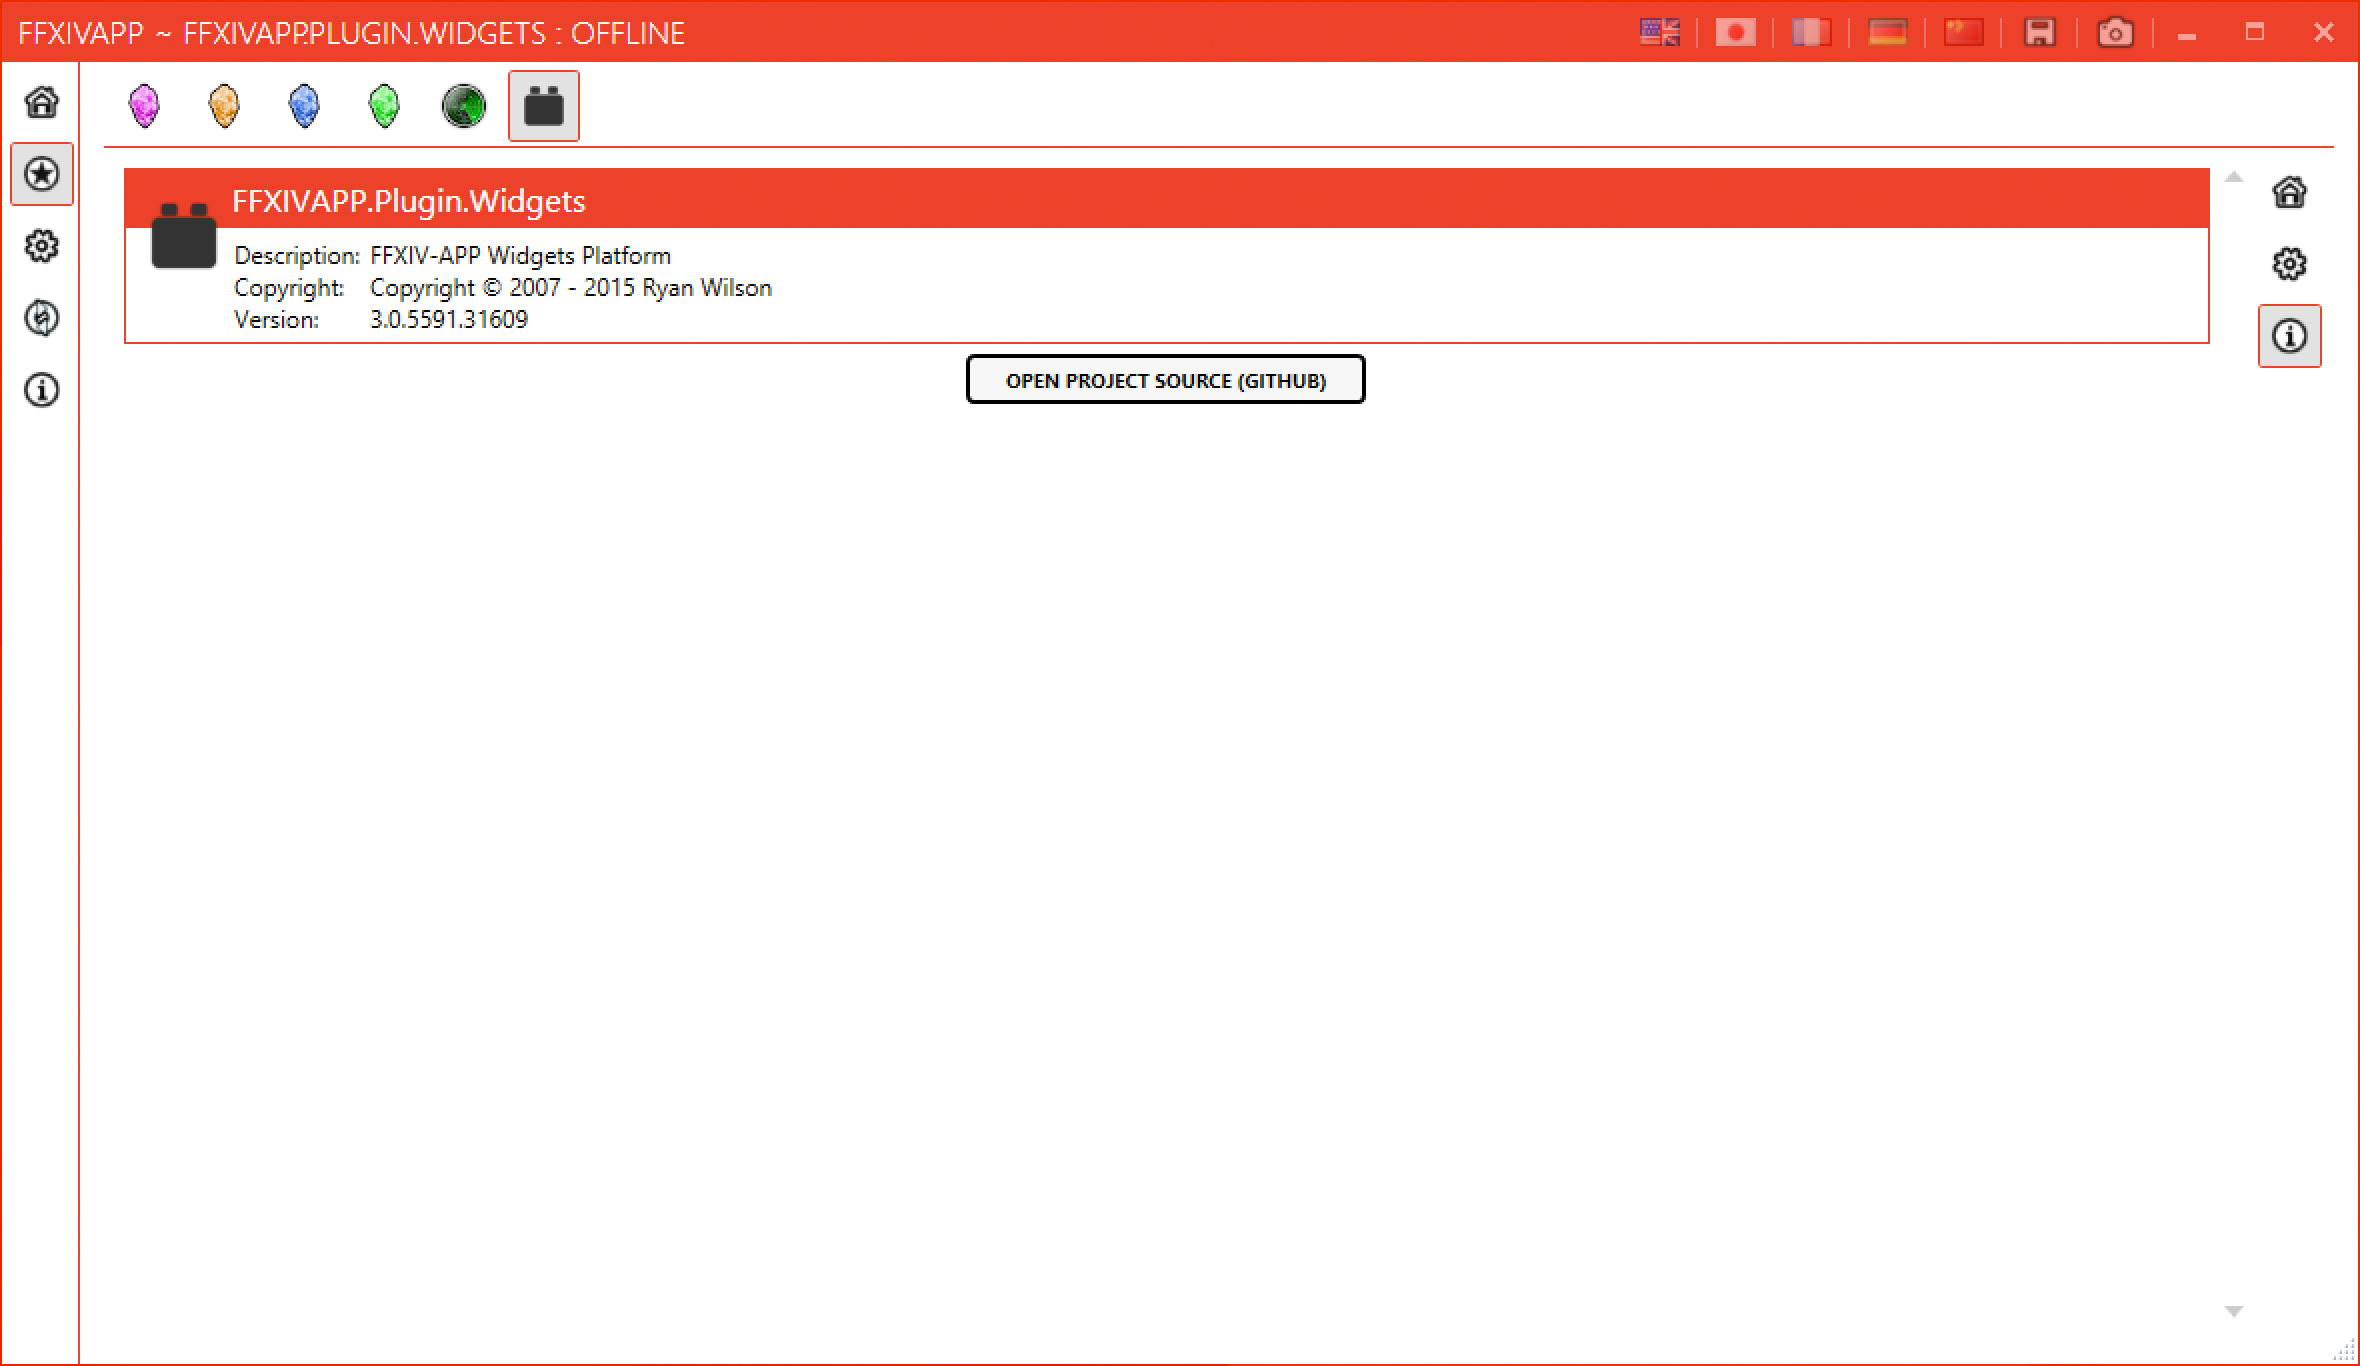 FFXIVAPP ~ FFXIVAPP.PLUGIN.WIDGETS : OFFLINE
FFXIVAPP.Plugin.Widgets
Description: FFXIV-APP Widgets Platform
Copyright: Copyright © 2007 - 2015 Ryan Wilson
Version: 3.0.5591.31609
OPEN PROJECT SOURCE (GITHUB)